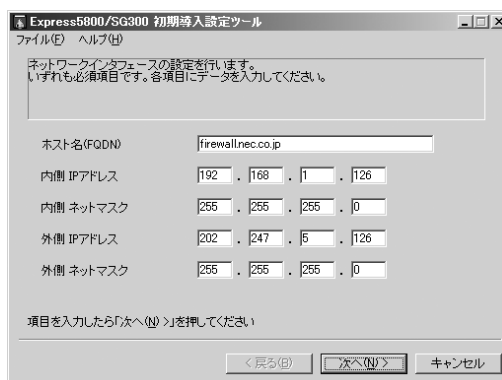 Express5800/SG300 初期導入設定ツール
ファイル(F) ヘルプ(H)
ネットワークインタフェースの設定を行います。
いずれも必須項目です。各項目にデータを入力してください。
ホスト名(FQDN) firewall.nec.co.jp
内側 IPアドレス 192 . 168 . 1 . 126
内側 ネットマスク 255 . 255 . 255 . 0
外側 IPアドレス 202 . 247 . 5 . 126
外側 ネットマスク 255 . 255 . 255 . 0
項目を入力したら「次へ(N) >」を押してください
< 戻る(B) 次へ(N) > キャンセル